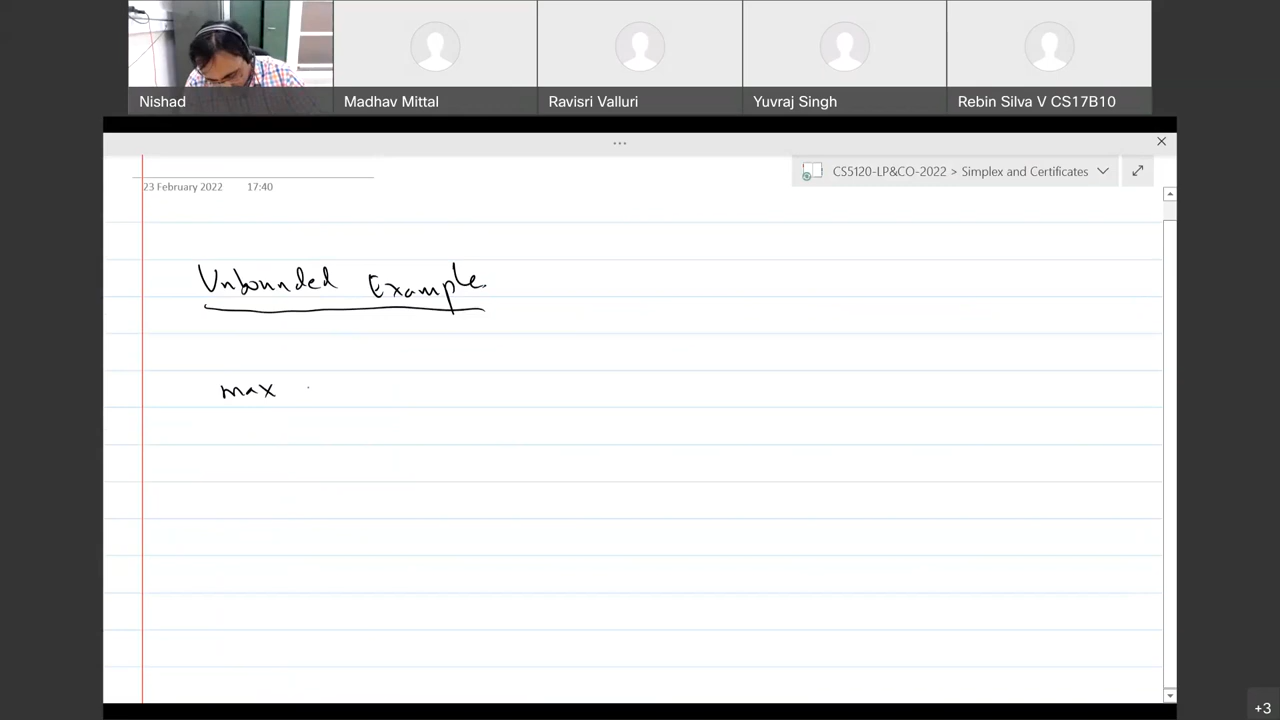 Nishad
Madhav Mittal
Ravisri Valluri
Yuvraj Singh
Rebin Silva V CS17B10
CS5120-LP&CO-2022 > Simplex and Certificates
23 February 2022 17:40
Unbounded Example
max
+3